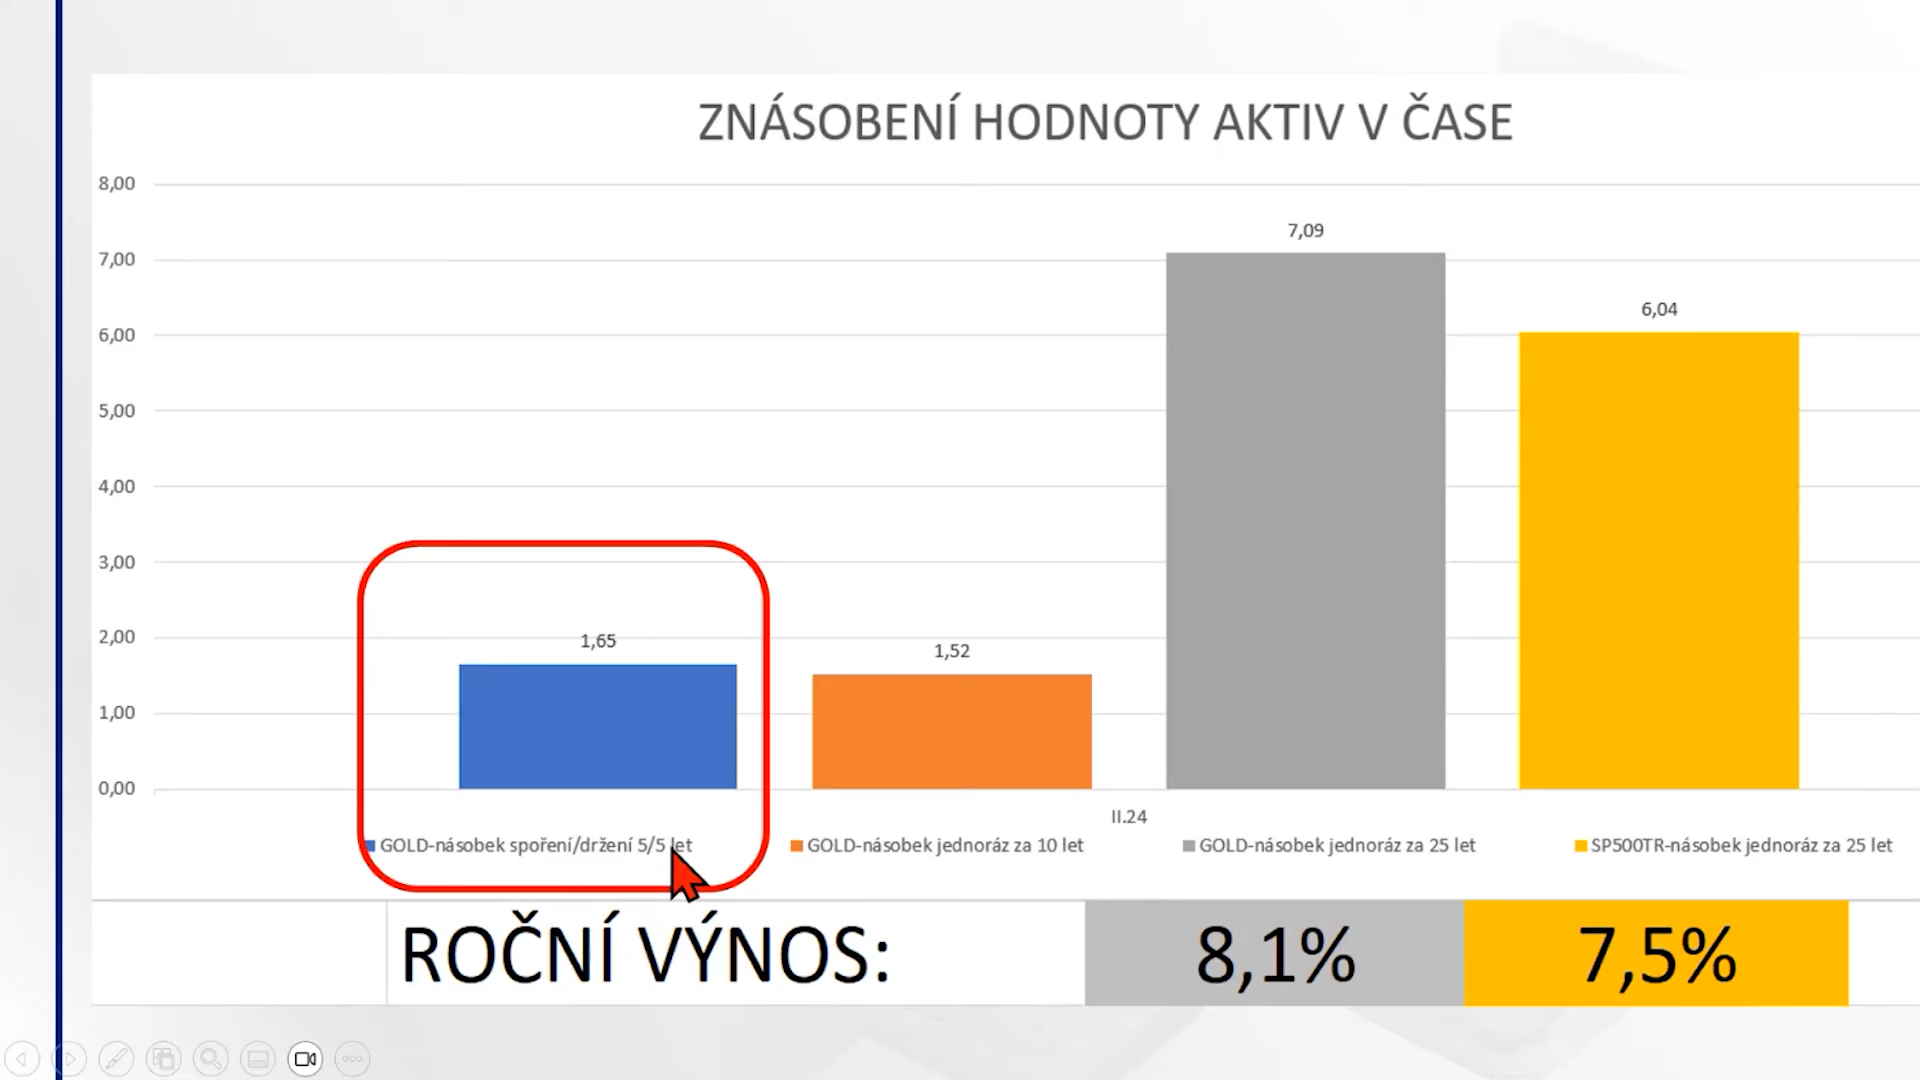 ZNÁSOBENÍ HODNOTY AKTIV V ČASE
8,00
7,00
6,00
5,00
4,00
3,00
2,00
1,00
0,00
1,65
1,52
7,09
6,04
II.24
GOLD-násobek spoření/držení 5/5 let
GOLD-násobek jednoráz za 10 let
GOLD-násobek jednoráz za 25 let
SP500TR-násobek jednoráz za 25 let
ROČNÍ VÝNOS:
8,1%
7,5%